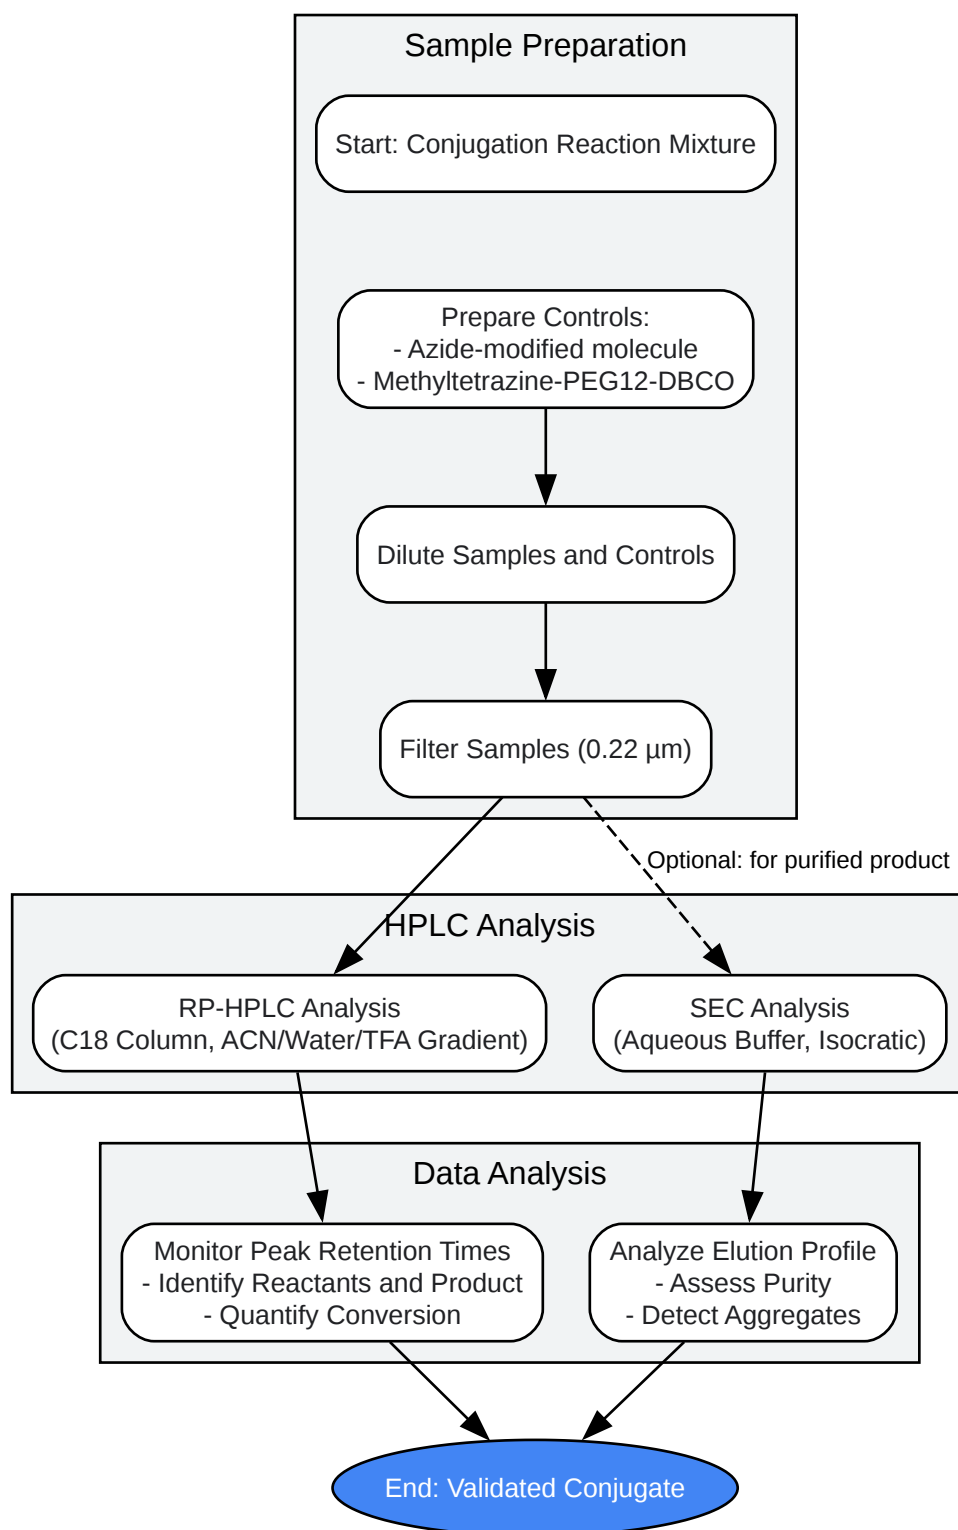 Sample Preparation
Start: Conjugation Reaction Mixture
Prepare Controls:
- Azide-modified molecule
- Methyltetrazine-PEG12-DBCO
Dilute Samples and Controls
Filter Samples (0.22 µm)
Optional: for purified product
HPLC Analysis
RP-HPLC Analysis
(C18 Column, ACN/Water/TFA Gradient)
SEC Analysis
(Aqueous Buffer, Isocratic)
Data Analysis
Monitor Peak Retention Times
- Identify Reactants and Product
- Quantify Conversion
Analyze Elution Profile
- Assess Purity
- Detect Aggregates
End: Validated Conjugate